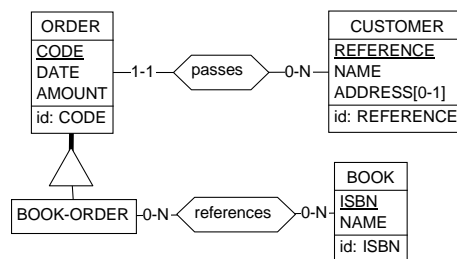 ORDER
CODE
DATE
AMOUNT
id: CODE
1-1
passes
0-N
CUSTOMER
REFERENCE
NAME
ADDRESS[0-1]
id: REFERENCE
BOOK-ORDER
0-N
references
0-N
BOOK
ISBN
NAME
id: ISBN